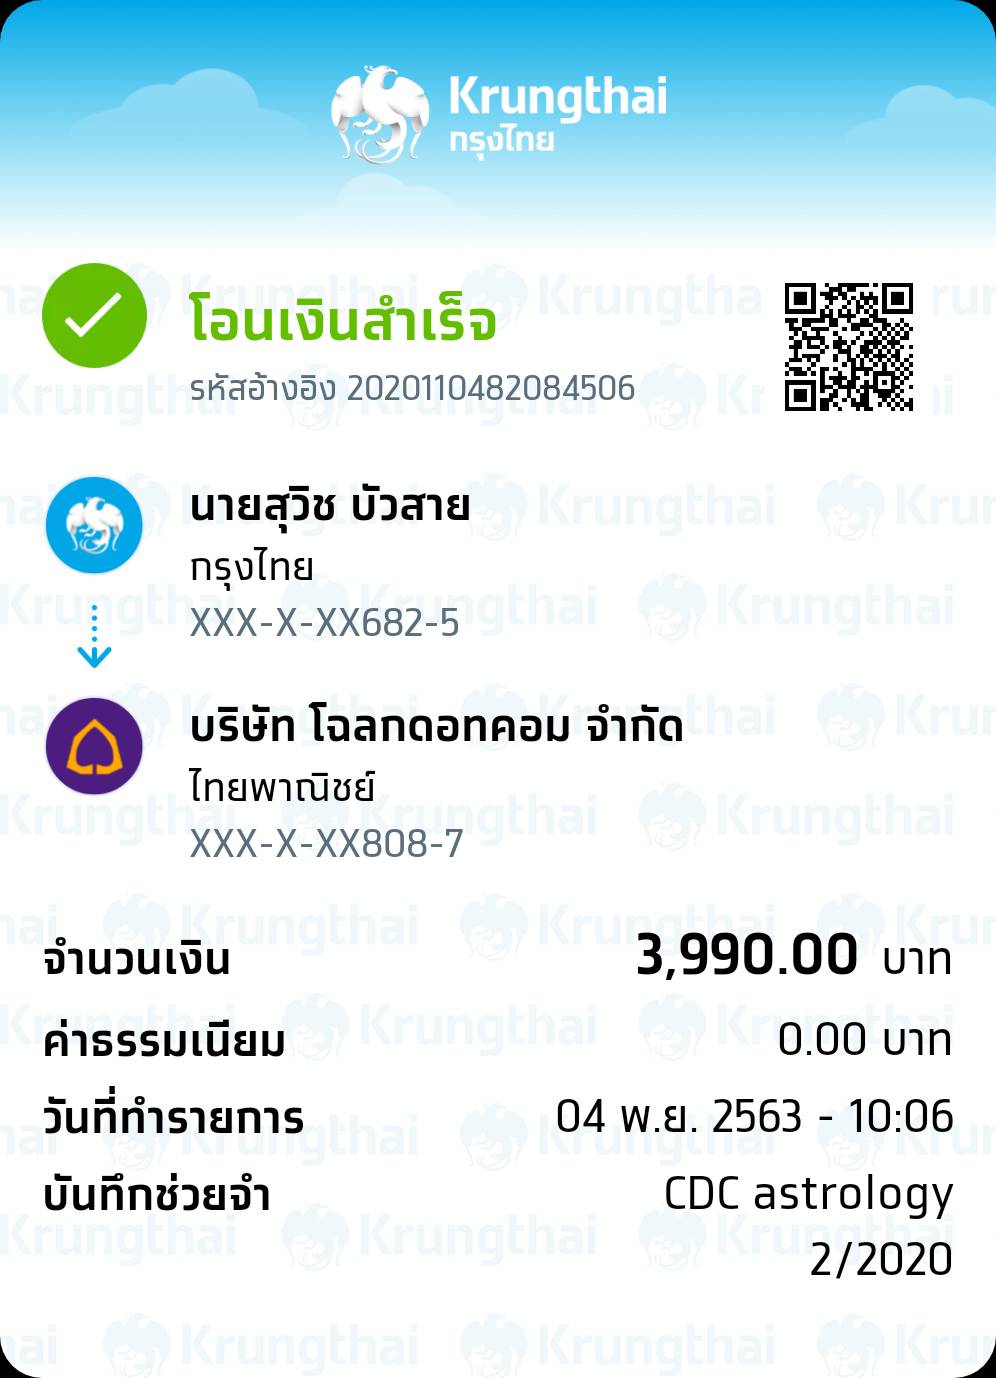 Krungthai
กรุงไทย
โอนเงินสำเร็จ
รหัสอ้างอิง 2020110482084506
นายสุวิช บัวสาย
กรุงไทย
XXX-X-XX682-5
บริษัท โฉลกดอทคอม จำกัด
ไทยพาณิชย์
XXX-X-XX808-7
จำนวนเงิน 3,990.00 บาท
ค่าธรรมเนียม 0.00 บาท
วันที่ทำรายการ 04 พ.ย. 2563 - 10:06
บันทึกช่วยจำ CDC astrology
2/2020